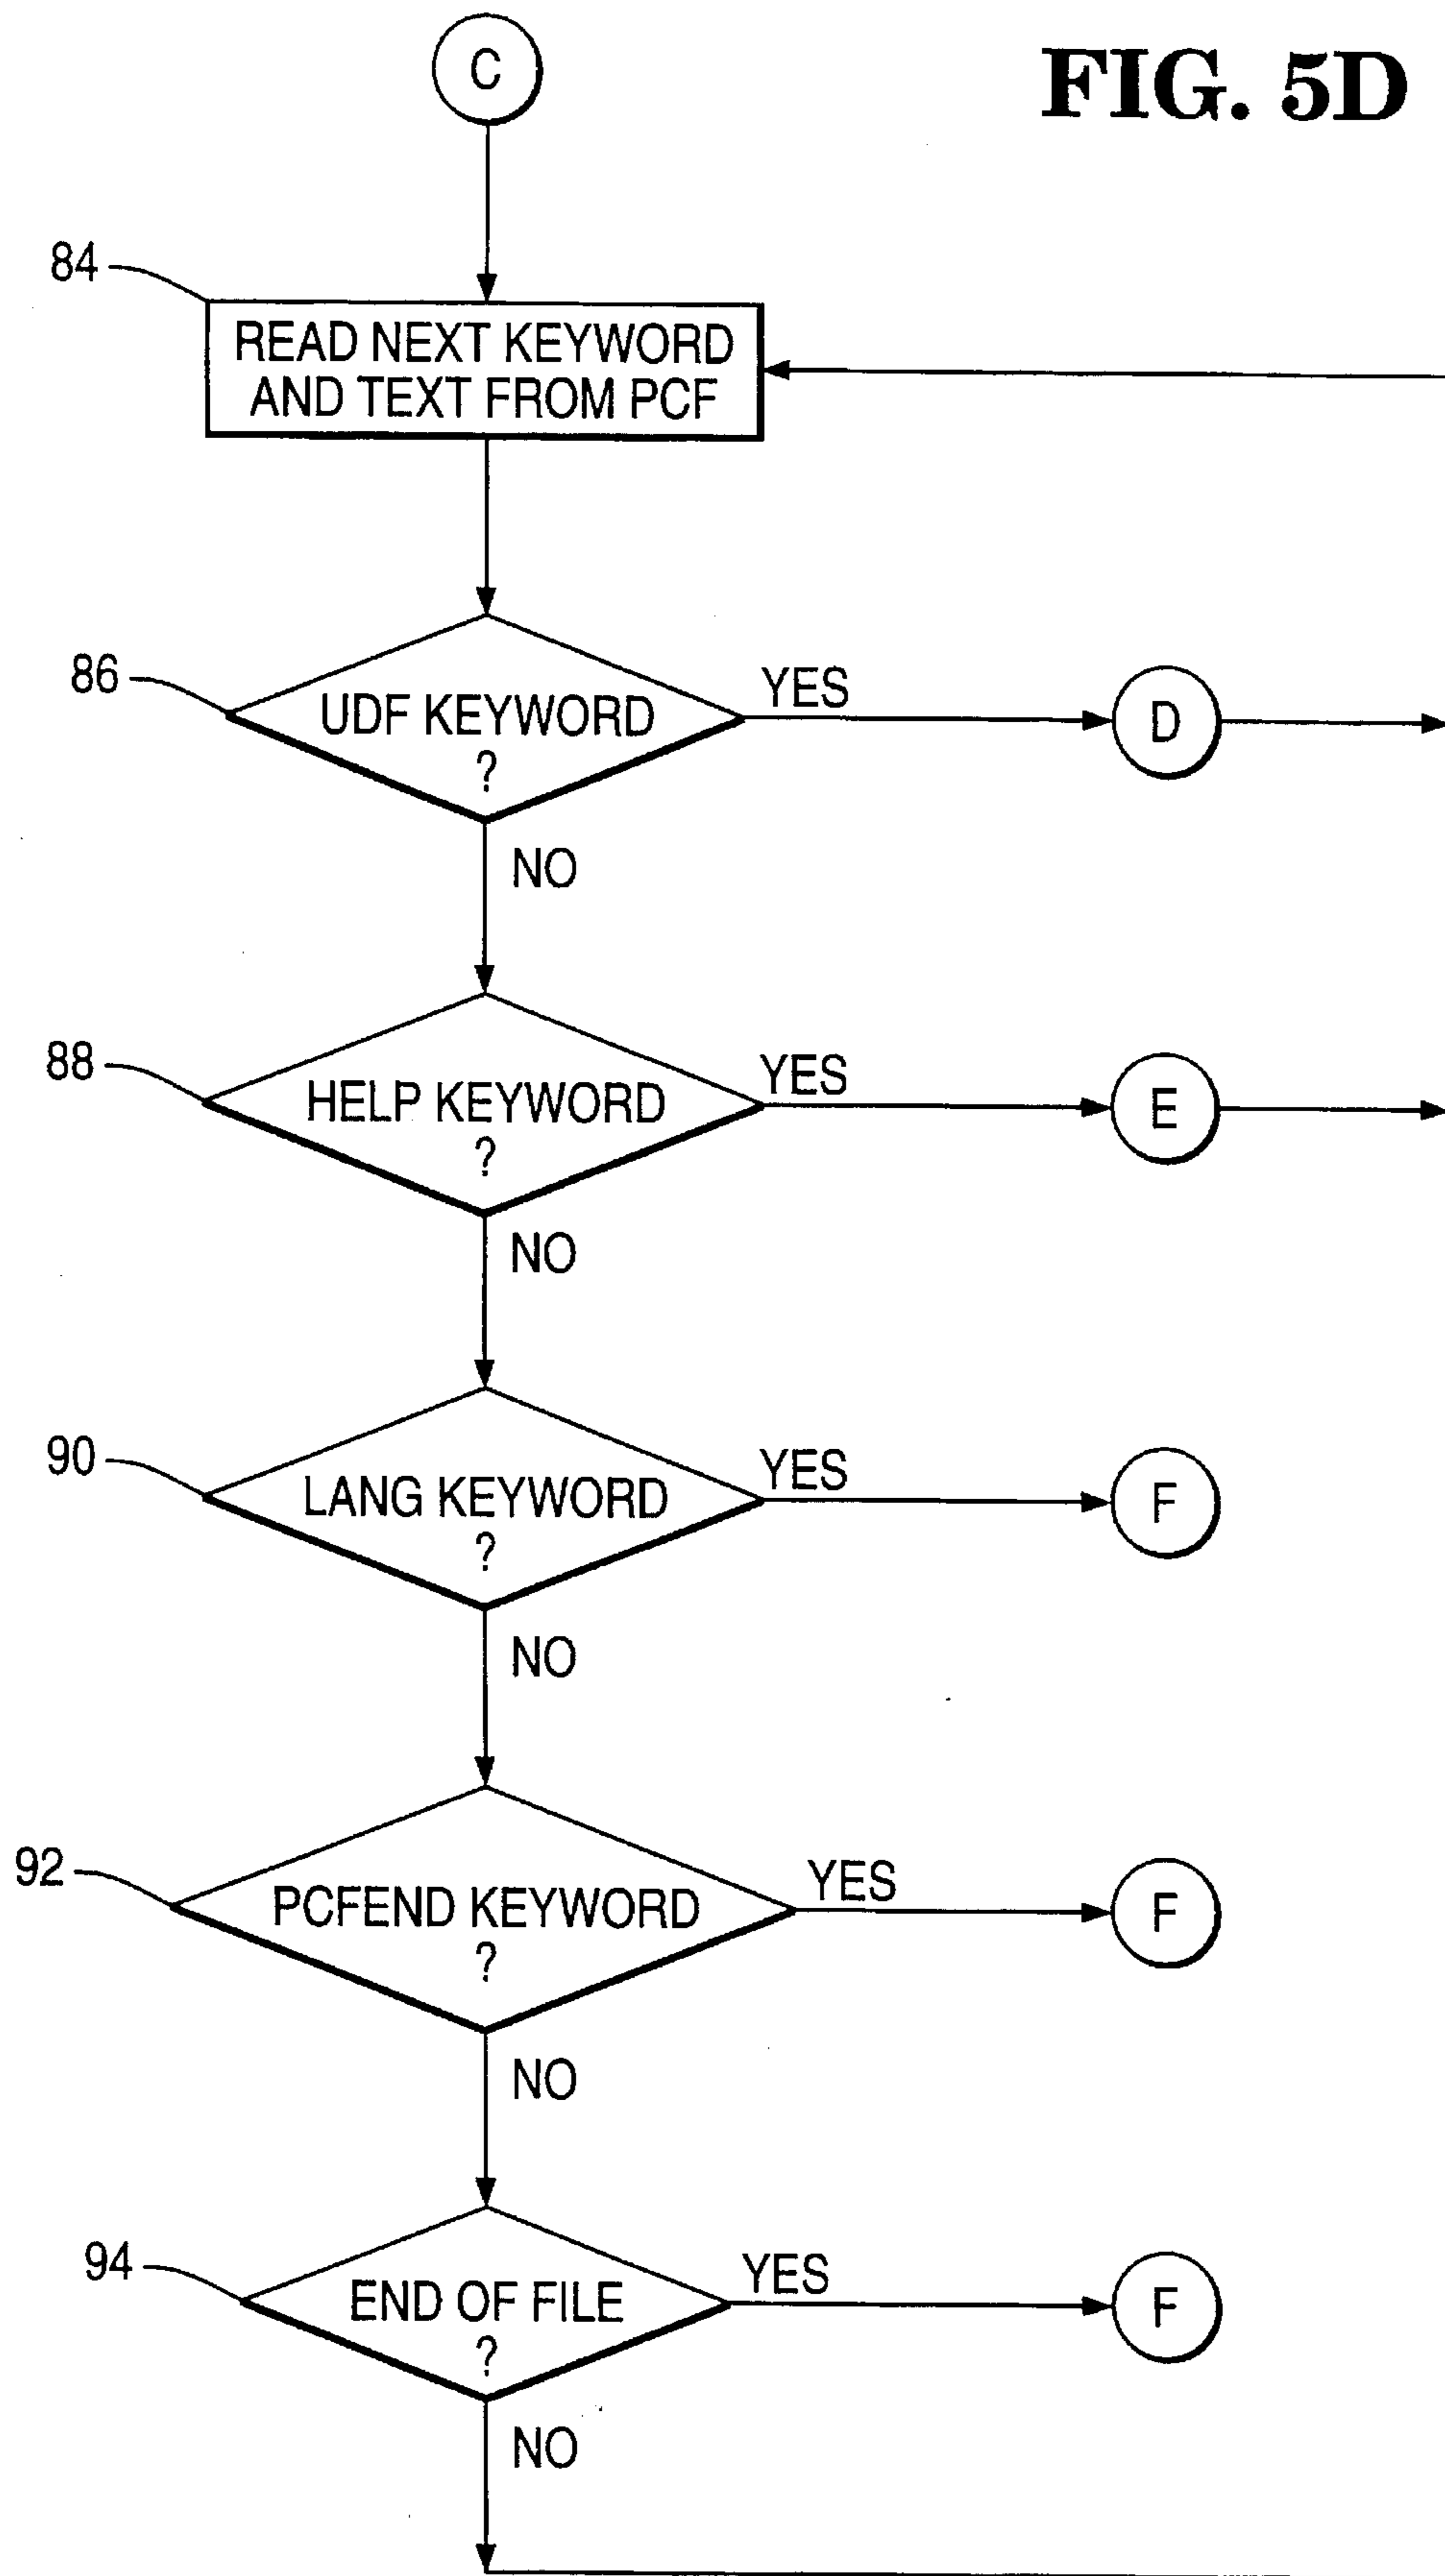 C
FIG. 5D
84
READ NEXT KEYWORD
AND TEXT FROM PCF
86
UDF KEYWORD
?
YES
D
NO
88
HELP KEYWORD
?
YES
E
NO
90
LANG KEYWORD
?
YES
F
NO
92
PCFEND KEYWORD
?
YES
F
NO
94
END OF FILE
?
YES
F
NO